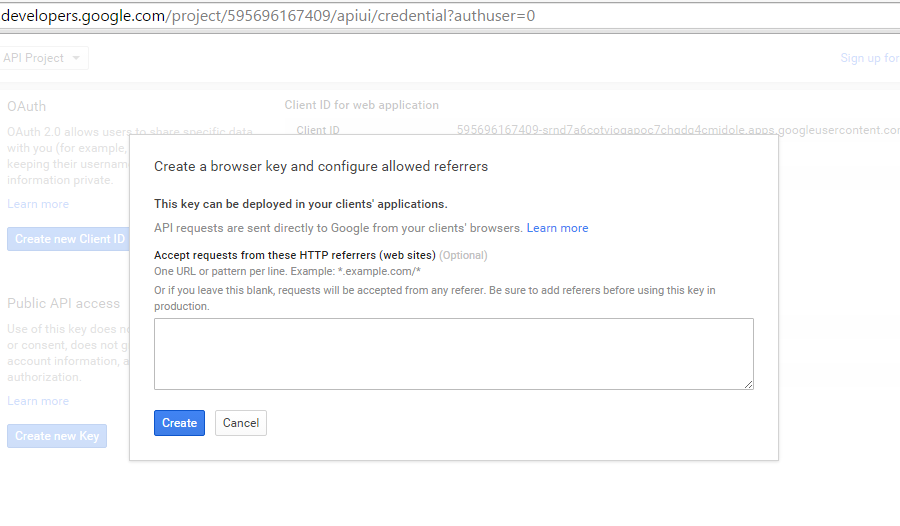 developers.google.com/project/595696167409/apiui/credential?authuser=0
API Project
Sign up for
OAuth
OAuth 2.0 allows users to share specific data
with you (for example,
keeping their usernam
information private.
Learn more
Create new Client ID
Client ID for web application
Client ID
Create a browser key and configure allowed referrers
This key can be deployed in your clients' applications.
API requests are sent directly to Google from your clients' browsers. Learn more
Accept requests from these HTTP referrers (web sites) (Optional)
One URL or pattern per line. Example: *.example.com/*
Or if you leave this blank, requests will be accepted from any referer. Be sure to add referers before using this key in
production.
Create Cancel
Public API access
Use of this key does no
or consent, does not g
account information, a
authorization.
Learn more
Create new Key